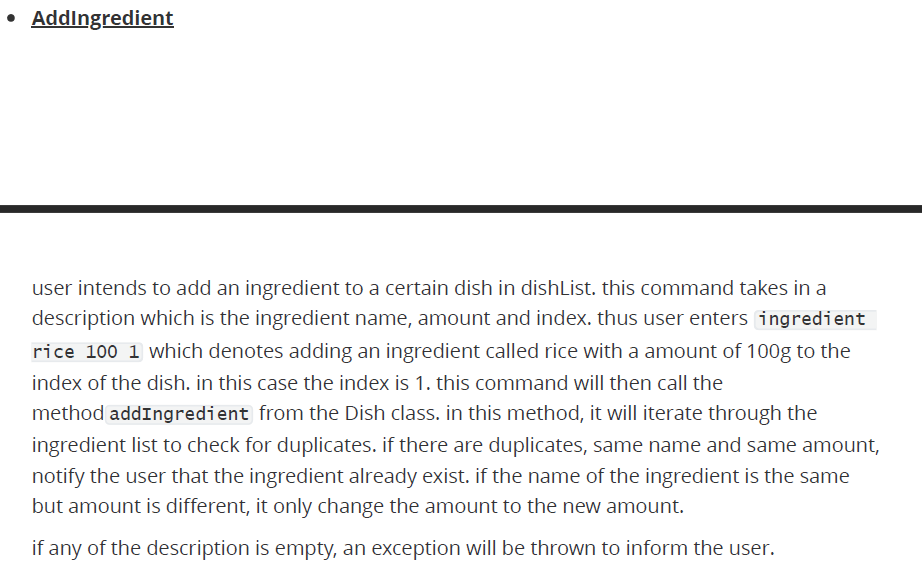 AddIngredient
user intends to add an ingredient to a certain dish in dishList. this command takes in a
description which is the ingredient name, amount and index. thus user enters ingredient
rice 100 1 which denotes adding an ingredient called rice with a amount of 100g to the
index of the dish. in this case the index is 1. this command will then call the
method addIngredient from the Dish class. in this method, it will iterate through the
ingredient list to check for duplicates. if there are duplicates, same name and same amount,
notify the user that the ingredient already exist. if the name of the ingredient is the same
but amount is different, it only change the amount to the new amount.
if any of the description is empty, an exception will be thrown to inform the user.